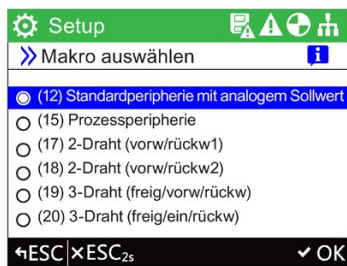 Setup
Makro auswählen
i
(12) Standardperipherie mit analogem Sollwert
(15) Prozessperipherie
(17) 2-Draht (vorw/rückw1)
(18) 2-Draht (vorw/rückw2)
(19) 3-Draht (freig/vorw/rückw)
(20) 3-Draht (freig/ein/rückw)
ESC ESC2s OK